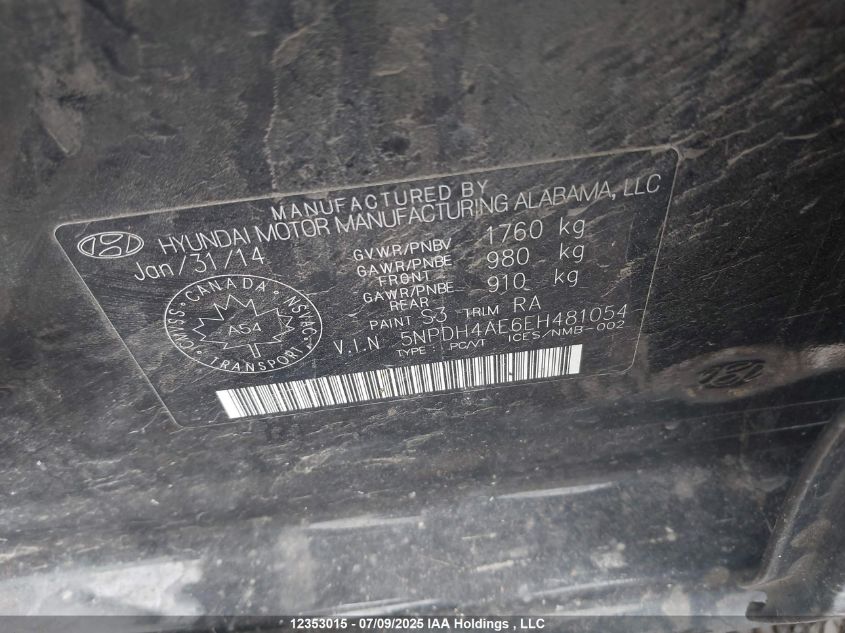 MANUFACTURED BY
HYUNDAI MOTOR MANUFACTURING ALABAMA, LLC
Jan/31/14
GVWR/PNBV 1760 kg
GAWR/PNBE FRONT 980 kg
GAWR/PNBE REAR 910 kg
PAINT S3 TRIM RA
V.I.N 5NPDH4AE6EH481054
TYPE : PC/VT ICES/NMB-002
CANADA
CMVSS NSVAC
A54
TRANSPORT
12353015 - 07/09/2025 IAA Holdings , LLC